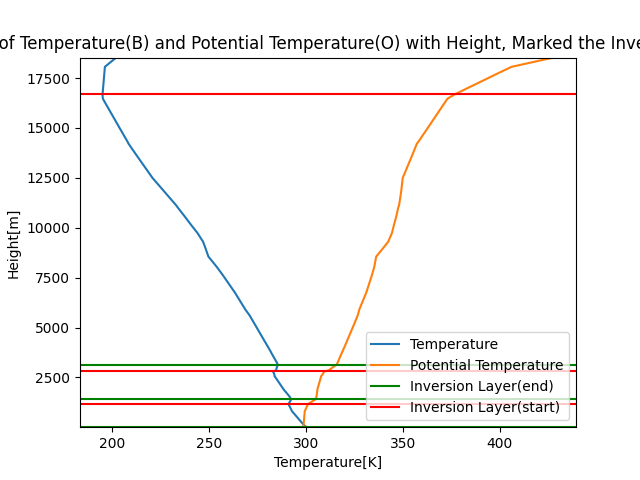 of Temperature(B) and Potential Temperature(O) with Height, Marked the Inve
17500
15000
12500
10000
7500
5000
2500
Height[m]
Temperature
Potential Temperature
Inversion Layer(end)
Inversion Layer(start)
200 250 300 350 400
Temperature[K]